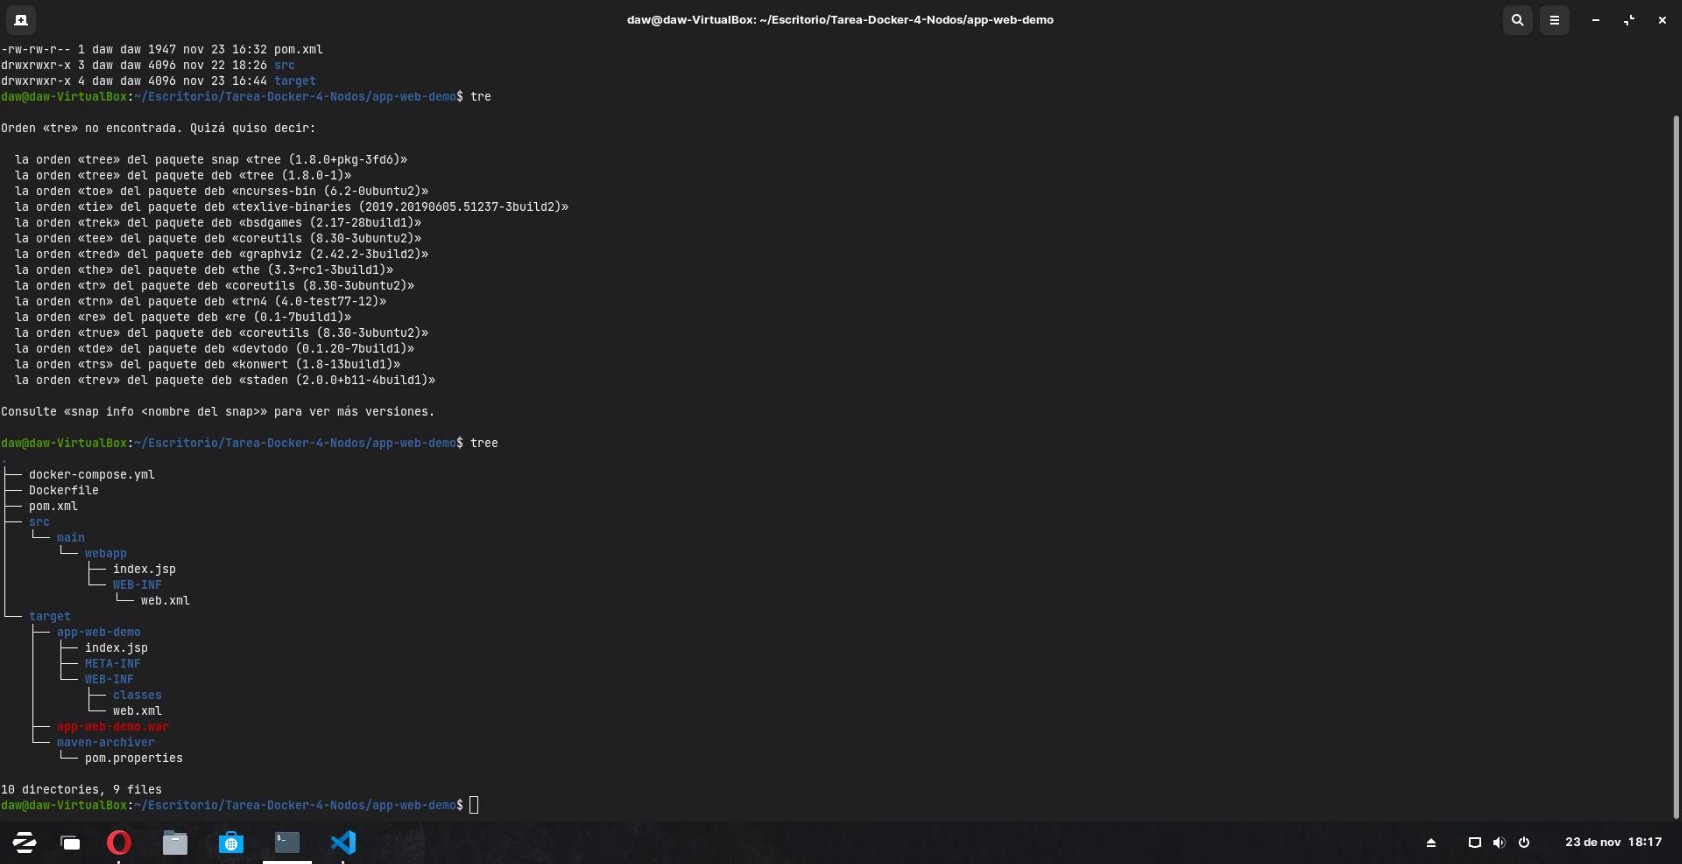 daw@daw-VirtualBox: ~/Escritorio/Tarea-Docker-4-Nodos/app-web-demo
-rw-rw-r-- 1 daw daw 1947 nov 23 16:32 pom.xml
drwxrwxr-x 3 daw daw 4096 nov 22 18:26 src
drwxrwxr-x 4 daw daw 4096 nov 23 16:44 target
daw@daw-VirtualBox:~/Escritorio/Tarea-Docker-4-Nodos/app-web-demo$ tre
Orden «tre» no encontrada. Quizá quiso decir:
la orden «tree» del paquete snap «tree (1.8.0+pkg-3fd6)»
la orden «tree» del paquete deb «tree (1.8.0-1)»
la orden «toe» del paquete deb «ncurses-bin (6.2-0ubuntu2)»
la orden «tie» del paquete deb «texlive-binaries (2019.20190605.51237-3build2)»
la orden «trek» del paquete deb «bsdgames (2.17-28build1)»
la orden «tee» del paquete deb «coreutils (8.30-3ubuntu2)»
la orden «tred» del paquete deb «graphviz (2.42.2-3build2)»
la orden «the» del paquete deb «the (3.3~rc1-3build1)»
la orden «tr» del paquete deb «coreutils (8.30-3ubuntu2)»
la orden «trn» del paquete deb «trn4 (4.0-test77-12)»
la orden «re» del paquete deb «re (0.1-7build1)»
la orden «true» del paquete deb «coreutils (8.30-3ubuntu2)»
la orden «tde» del paquete deb «devtodo (0.1.20-7build1)»
la orden «trs» del paquete deb «konwert (1.8-13build1)»
la orden «trev» del paquete deb «staden (2.0.0+b11-4build1)»
Consulte «snap info <nombre del snap>» para ver más versiones.
daw@daw-VirtualBox:~/Escritorio/Tarea-Docker-4-Nodos/app-web-demo$ tree
.
├── docker-compose.yml
├── Dockerfile
├── pom.xml
├── src
│   └── main
│       └── webapp
│           ├── index.jsp
│           └── WEB-INF
│               └── web.xml
└── target
    ├── app-web-demo
    │   ├── index.jsp
    │   ├── META-INF
    │   └── WEB-INF
    │       ├── classes
    │       └── web.xml
    ├── app-web-demo.war
    └── maven-archiver
        └── pom.properties
10 directories, 9 files
daw@daw-VirtualBox:~/Escritorio/Tarea-Docker-4-Nodos/app-web-demo$
23 de nov 18:17